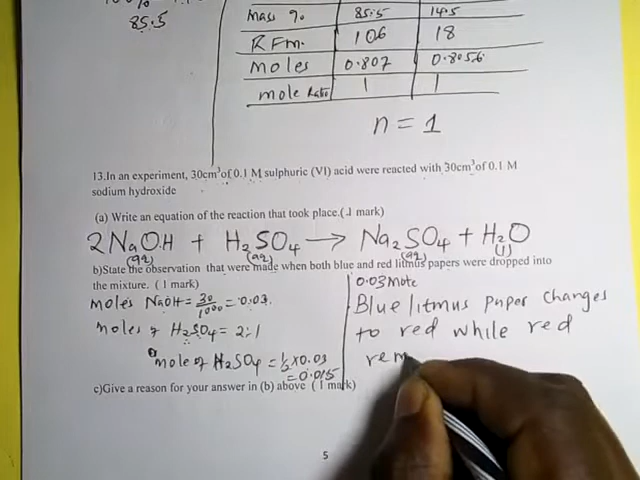 85.5
mass % 85.5 14.5
RFm. 106 18
moles 0.807 0.8056
mole Ratio 1 1
n = 1
13.In an experiment, 30cm³of 0.1 M sulphuric (VI) acid were reacted with 30cm³of 0.1 M
sodium hydroxide
(a) Write an equation of the reaction that took place.(.1 mark)
2NaOH + H₂SO₄ → Na₂SO₄ + H₂O
(aq) (aq) (aq) (l)
b)State the observation that were made when both blue and red litmus papers were dropped into
the mixture. ( 1 mark)
moles NaOH = 30/1000 = 0.03
moles of H₂SO₄ = 2:1
mole of H₂SO₄ = 1/2 x 0.03
= 0.015
0.03mole
Blue litmus paper changes
to red while red
rem
c)Give a reason for your answer in (b) above ( 1 mark)
5